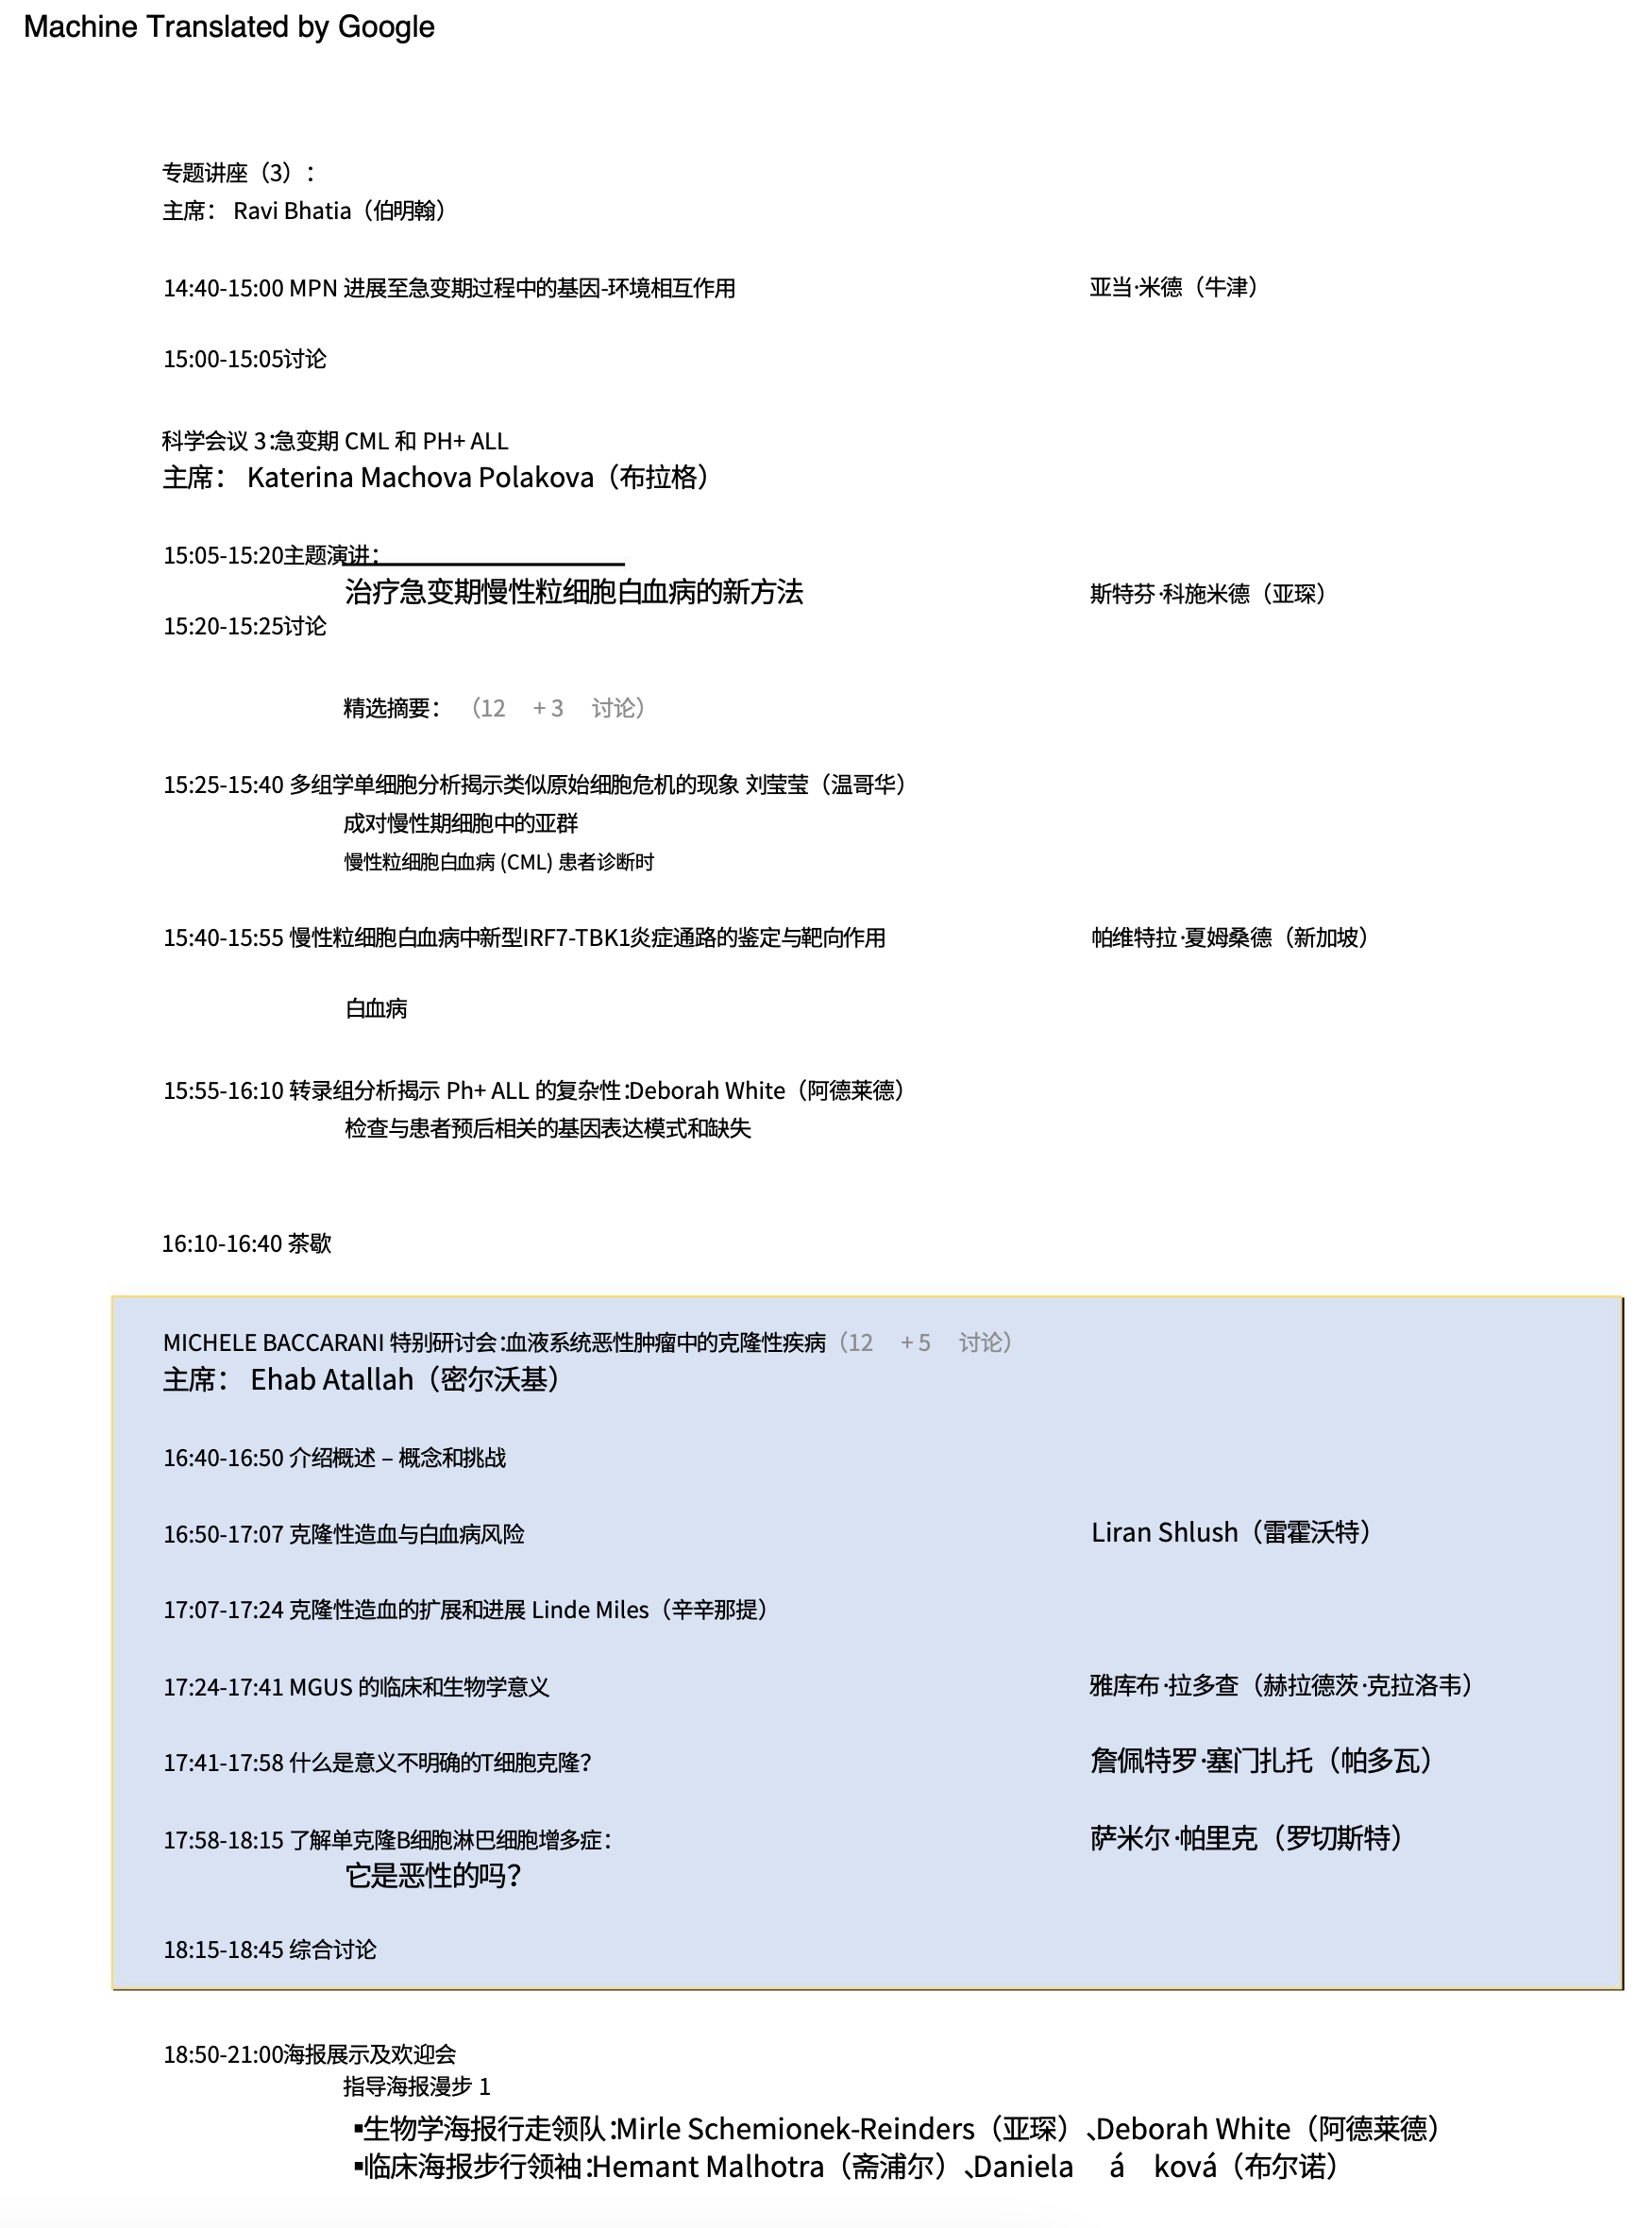 Machine Translated by Google
专题讲座（3）：
主席： Ravi Bhatia（伯明翰）
14:40-15:00 MPN 进展至急变期过程中的基因-环境相互作用 亚当·米德（牛津）
15:00-15:05讨论
科学会议 3：急变期 CML 和 PH+ ALL
主席： Katerina Machova Polakova（布拉格）
15:05-15:20主题演讲：
治疗急变期慢性粒细胞白血病的新方法 斯特芬·科施米德（亚琛）
15:20-15:25讨论
精选摘要： （12 + 3 讨论）
15:25-15:40 多组学单细胞分析揭示类似原始细胞危机的现象 刘莹莹（温哥华）
成对慢性期细胞中的亚群
慢性粒细胞白血病 (CML) 患者诊断时
15:40-15:55 慢性粒细胞白血病中新型IRF7-TBK1炎症通路的鉴定与靶向作用 帕维特拉·夏姆桑德（新加坡）
白血病
15:55-16:10 转录组分析揭示 Ph+ ALL 的复杂性：Deborah White（阿德莱德）
检查与患者预后相关的基因表达模式和缺失
16:10-16:40 茶歇
MICHELE BACCARANI 特别研讨会：血液系统恶性肿瘤中的克隆性疾病（12 + 5 讨论）
主席： Ehab Atallah（密尔沃基）
16:40-16:50 介绍概述 – 概念和挑战
16:50-17:07 克隆性造血与白血病风险 Liran Shlush（雷霍沃特）
17:07-17:24 克隆性造血的扩展和进展 Linde Miles（辛辛那提）
17:24-17:41 MGUS 的临床和生物学意义 雅库布·拉多查（赫拉德茨·克拉洛韦）
17:41-17:58 什么是意义不明确的T细胞克隆？ 詹佩特罗·塞门扎托（帕多瓦）
17:58-18:15 了解单克隆B细胞淋巴细胞增多症： 萨米尔·帕里克（罗切斯特）
它是恶性的吗？
18:15-18:45 综合讨论
18:50-21:00海报展示及欢迎会
指导海报漫步 1
▪生物学海报行走领队：Mirle Schemionek-Reinders（亚琛）、Deborah White（阿德莱德）
▪临床海报步行领袖：Hemant Malhotra（斋浦尔）、Daniela á ková（布尔诺）